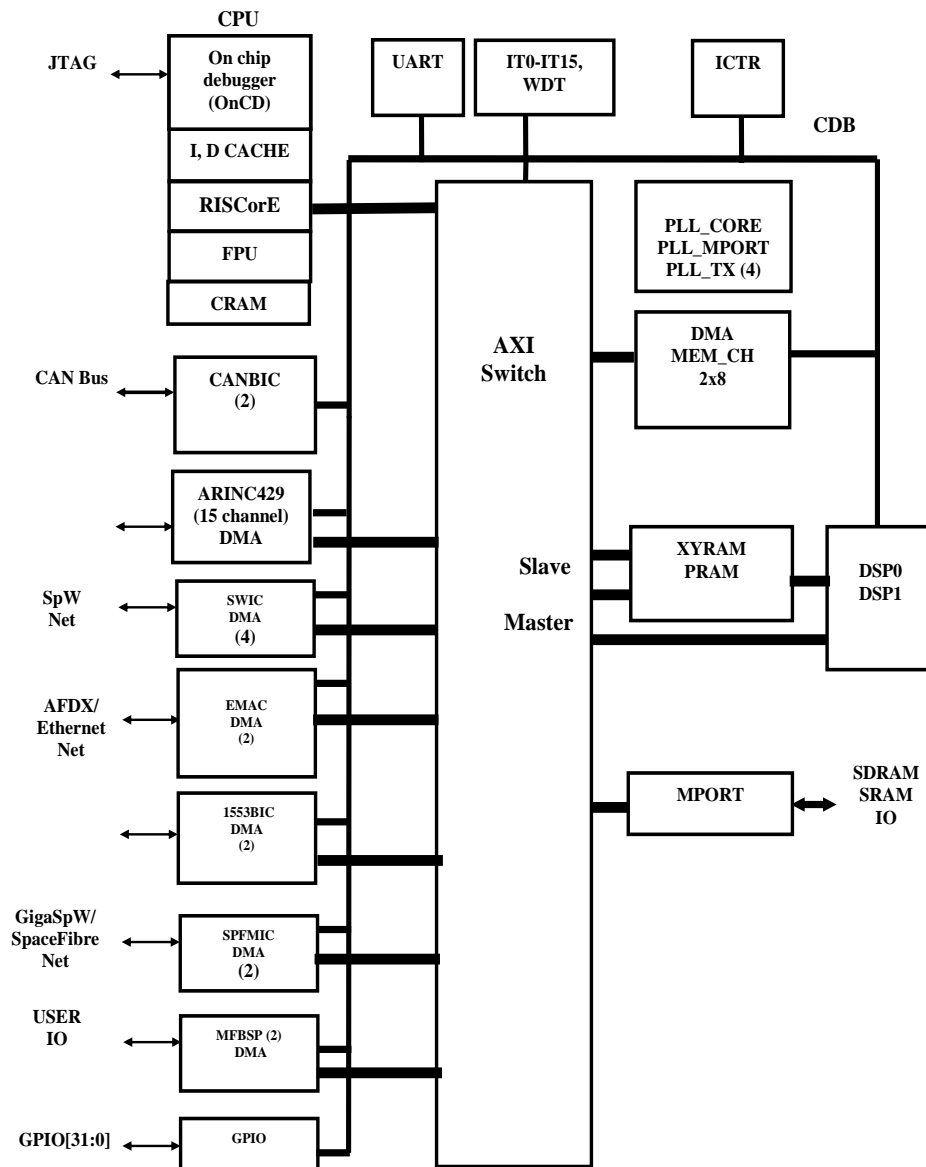 CPU
JTAG
On chip
debugger
(OnCD)
I, D CACHE
RISCorE
FPU
CRAM
UART
IT0-IT15,
WDT
ICTR
CDB
PLL_CORE
PLL_MPORT
PLL_TX (4)
AXI
Switch
DMA
MEM_CH
2x8
CAN Bus
CANBIC
(2)
ARINC429
(15 channel)
DMA
Slave
Master
XYRAM
PRAM
DSP0
DSP1
SpW
Net
SWIC
DMA
(4)
AFDX/
Ethernet
Net
EMAC
DMA
(2)
MPORT
SDRAM
SRAM
IO
1553BIC
DMA
(2)
GigaSpW/
SpaceFibre
Net
SPFMIC
DMA
(2)
USER
IO
MFBSP (2)
DMA
GPIO[31:0]
GPIO